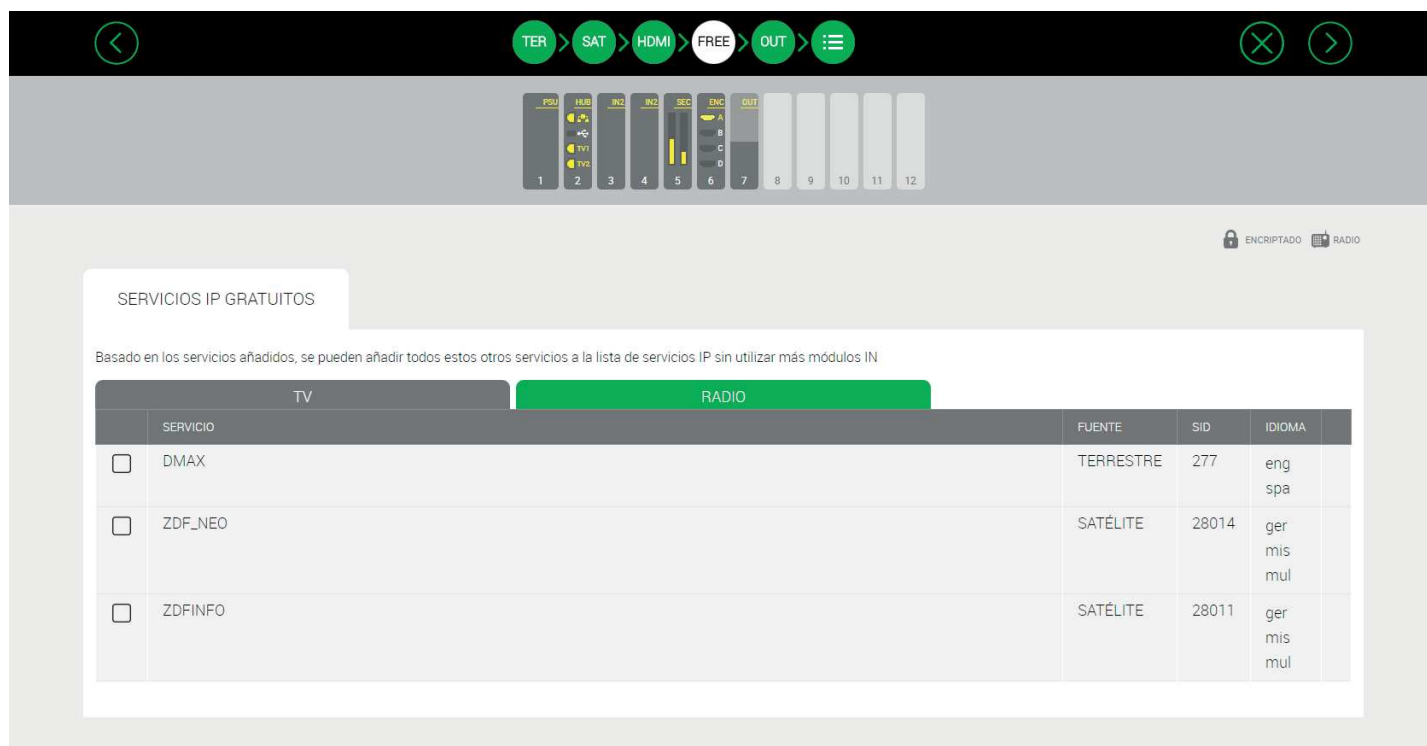 TER > SAT > HDMI > FREE > OUT >
PSU HUB IN2 IN2 SEC ENC OUT
A
B
TV1 C
TV2 D
1 2 3 4 5 6 7 8 9 10 11 12
ENCRIPTADO RADIO
SERVICIOS IP GRATUITOS
Basado en los servicios añadidos, se pueden añadir todos estos otros servicios a la lista de servicios IP sin utilizar más módulos IN
TV RADIO
SERVICIO FUENTE SID IDIOMA
DMAX TERRESTRE 277 eng
spa
ZDF_NEO SATÉLITE 28014 ger
mis
mul
ZDFINFO SATÉLITE 28011 ger
mis
mul